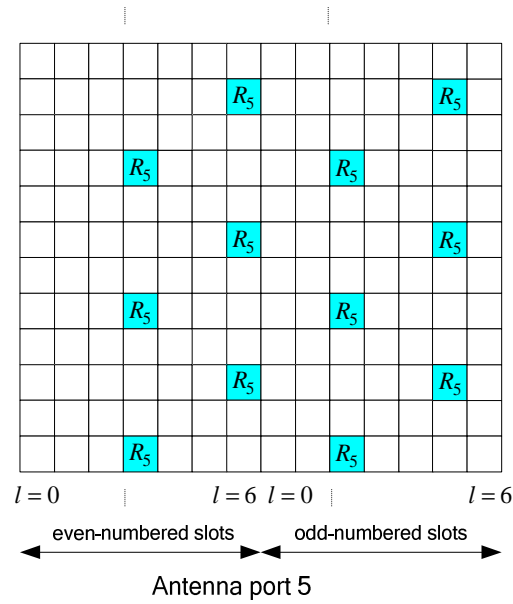 R5 R5
R5 R5
R5 R5
R5 R5
R5 R5
R5 R5
l = 0 l = 6 l = 0 l = 6
even-numbered slots odd-numbered slots
Antenna port 5